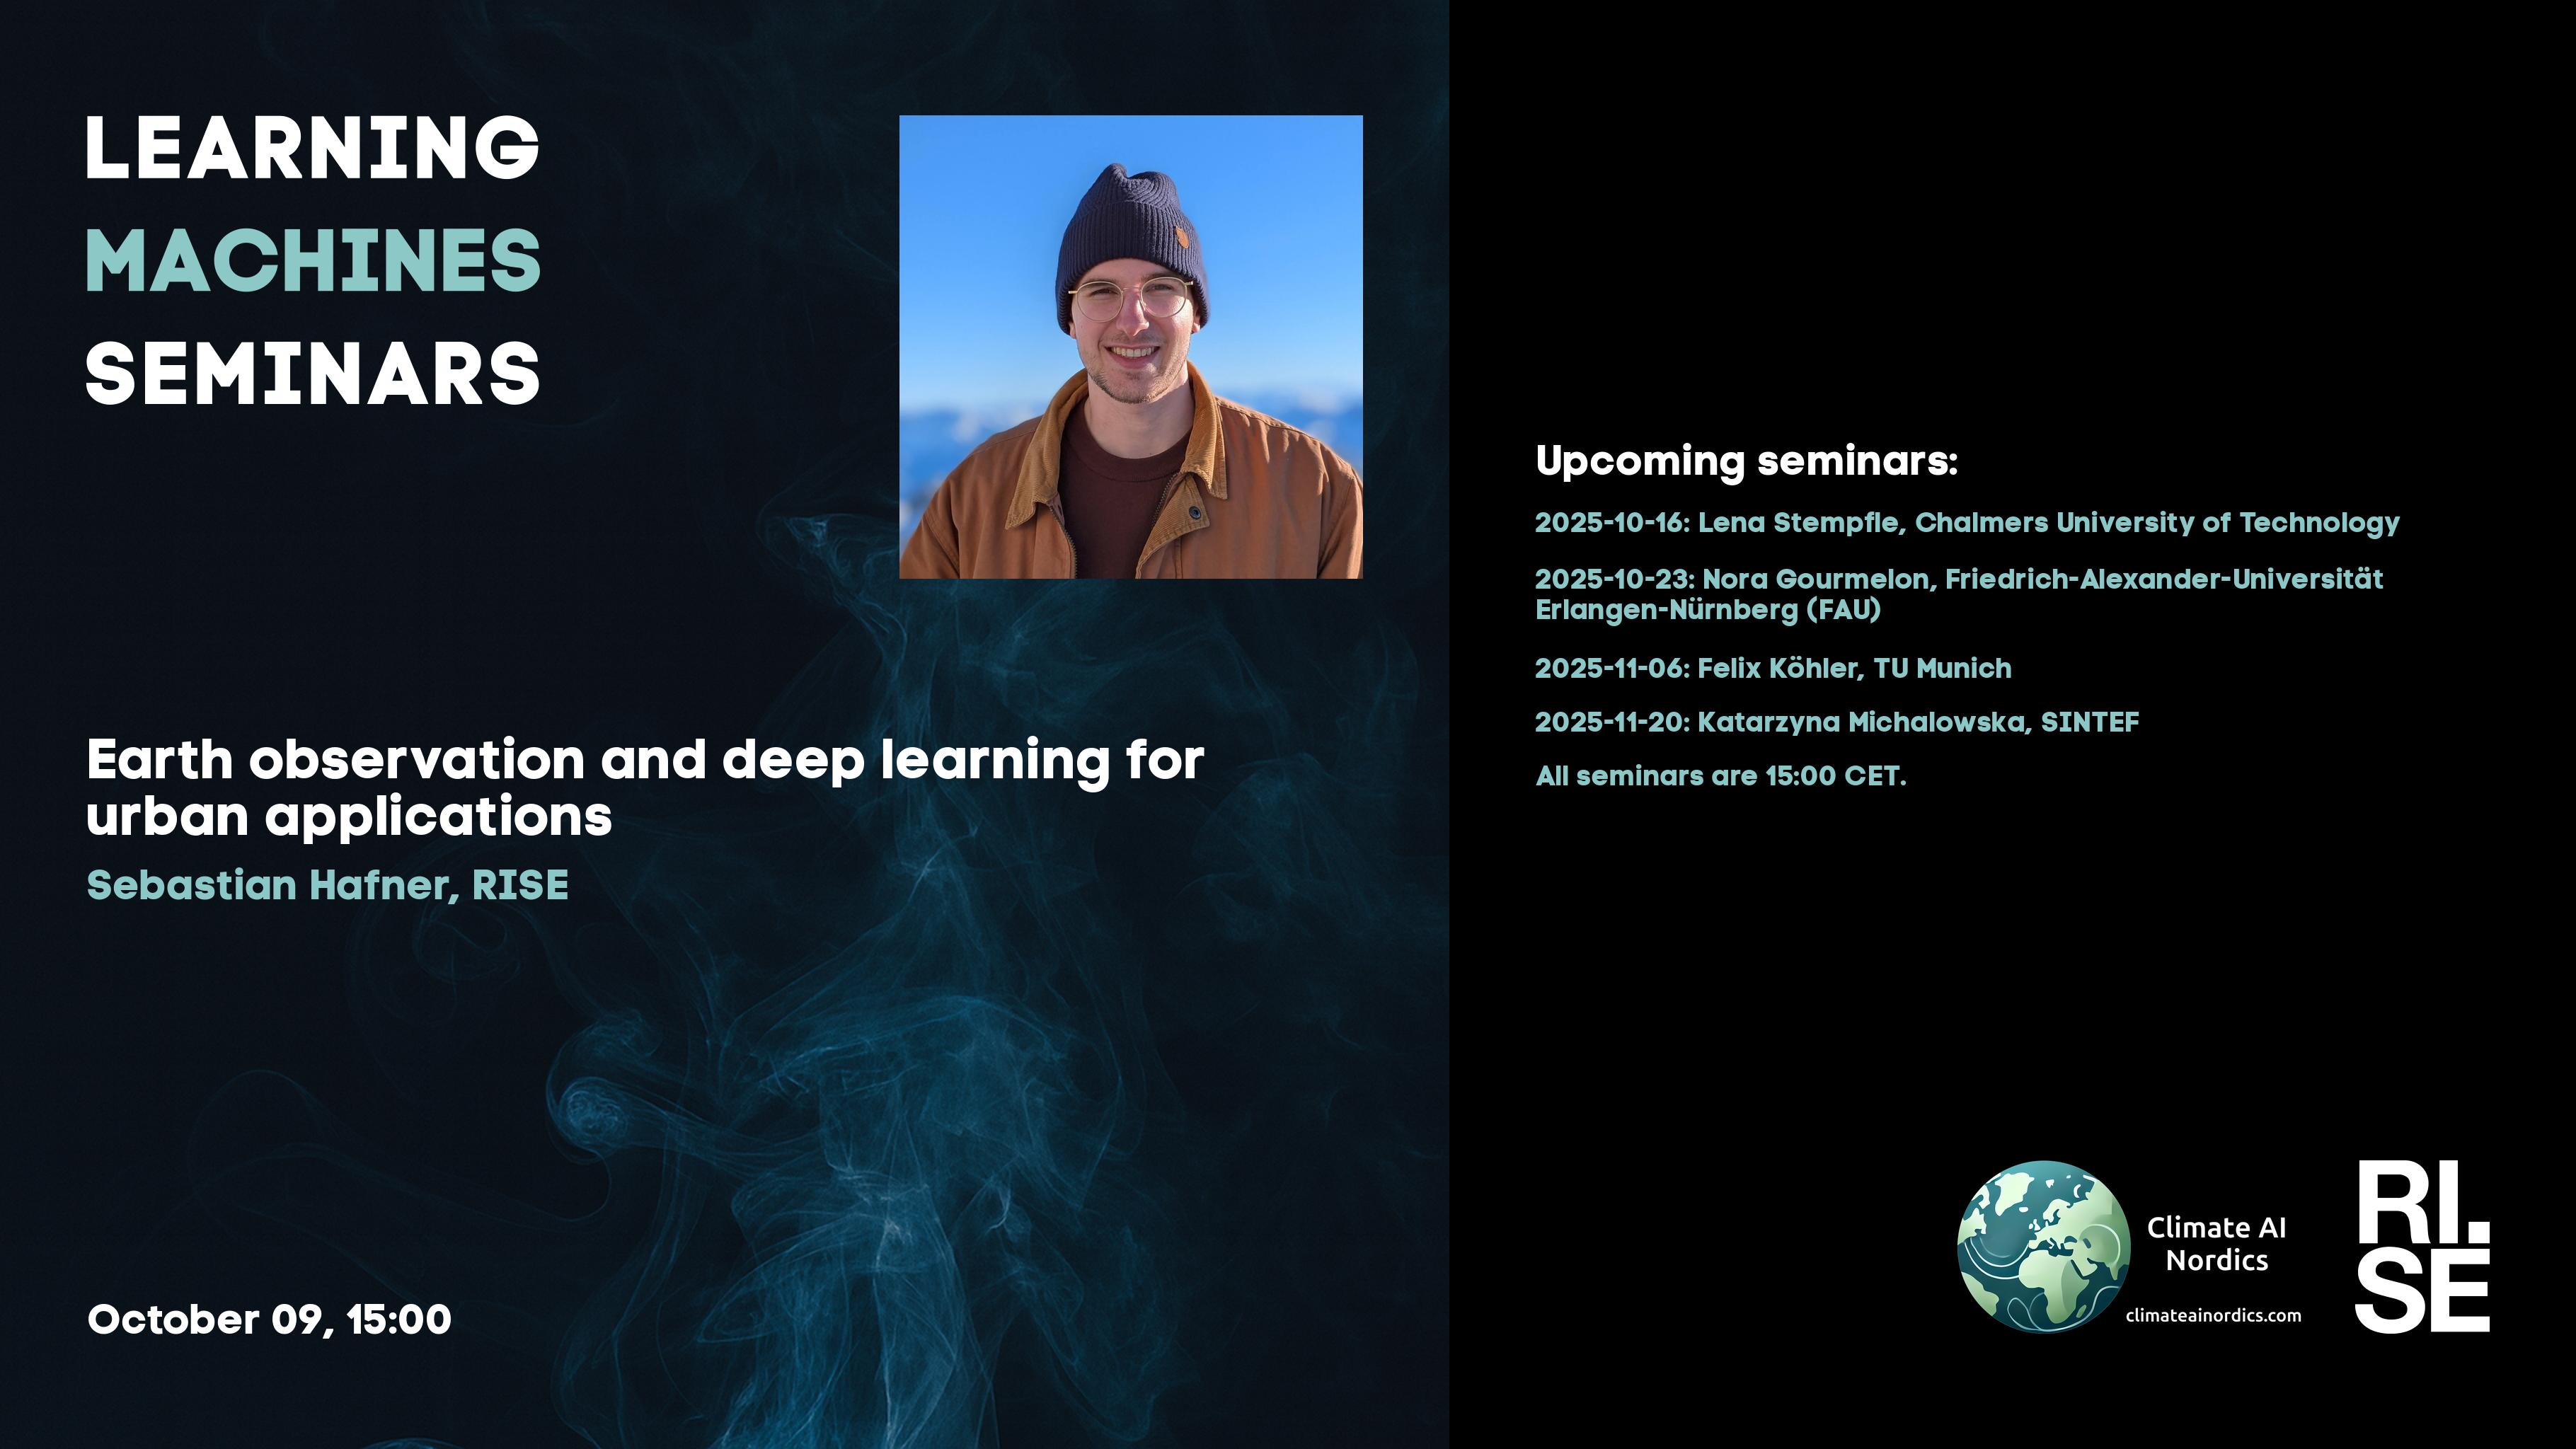 LEARNING
MACHINES
SEMINARS
Earth observation and deep learning for
urban applications
Sebastian Hafner, RISE
October 09, 15:00
Upcoming seminars:
2025-10-16: Lena Stempfle, Chalmers University of Technology
2025-10-23: Nora Gourmelon, Friedrich-Alexander-Universität
Erlangen-Nürnberg (FAU)
2025-11-06: Felix Köhler, TU Munich
2025-11-20: Katarzyna Michalowska, SINTEF
All seminars are 15:00 CET.
Climate AI
Nordics
climateainordics.com
RI.
SE